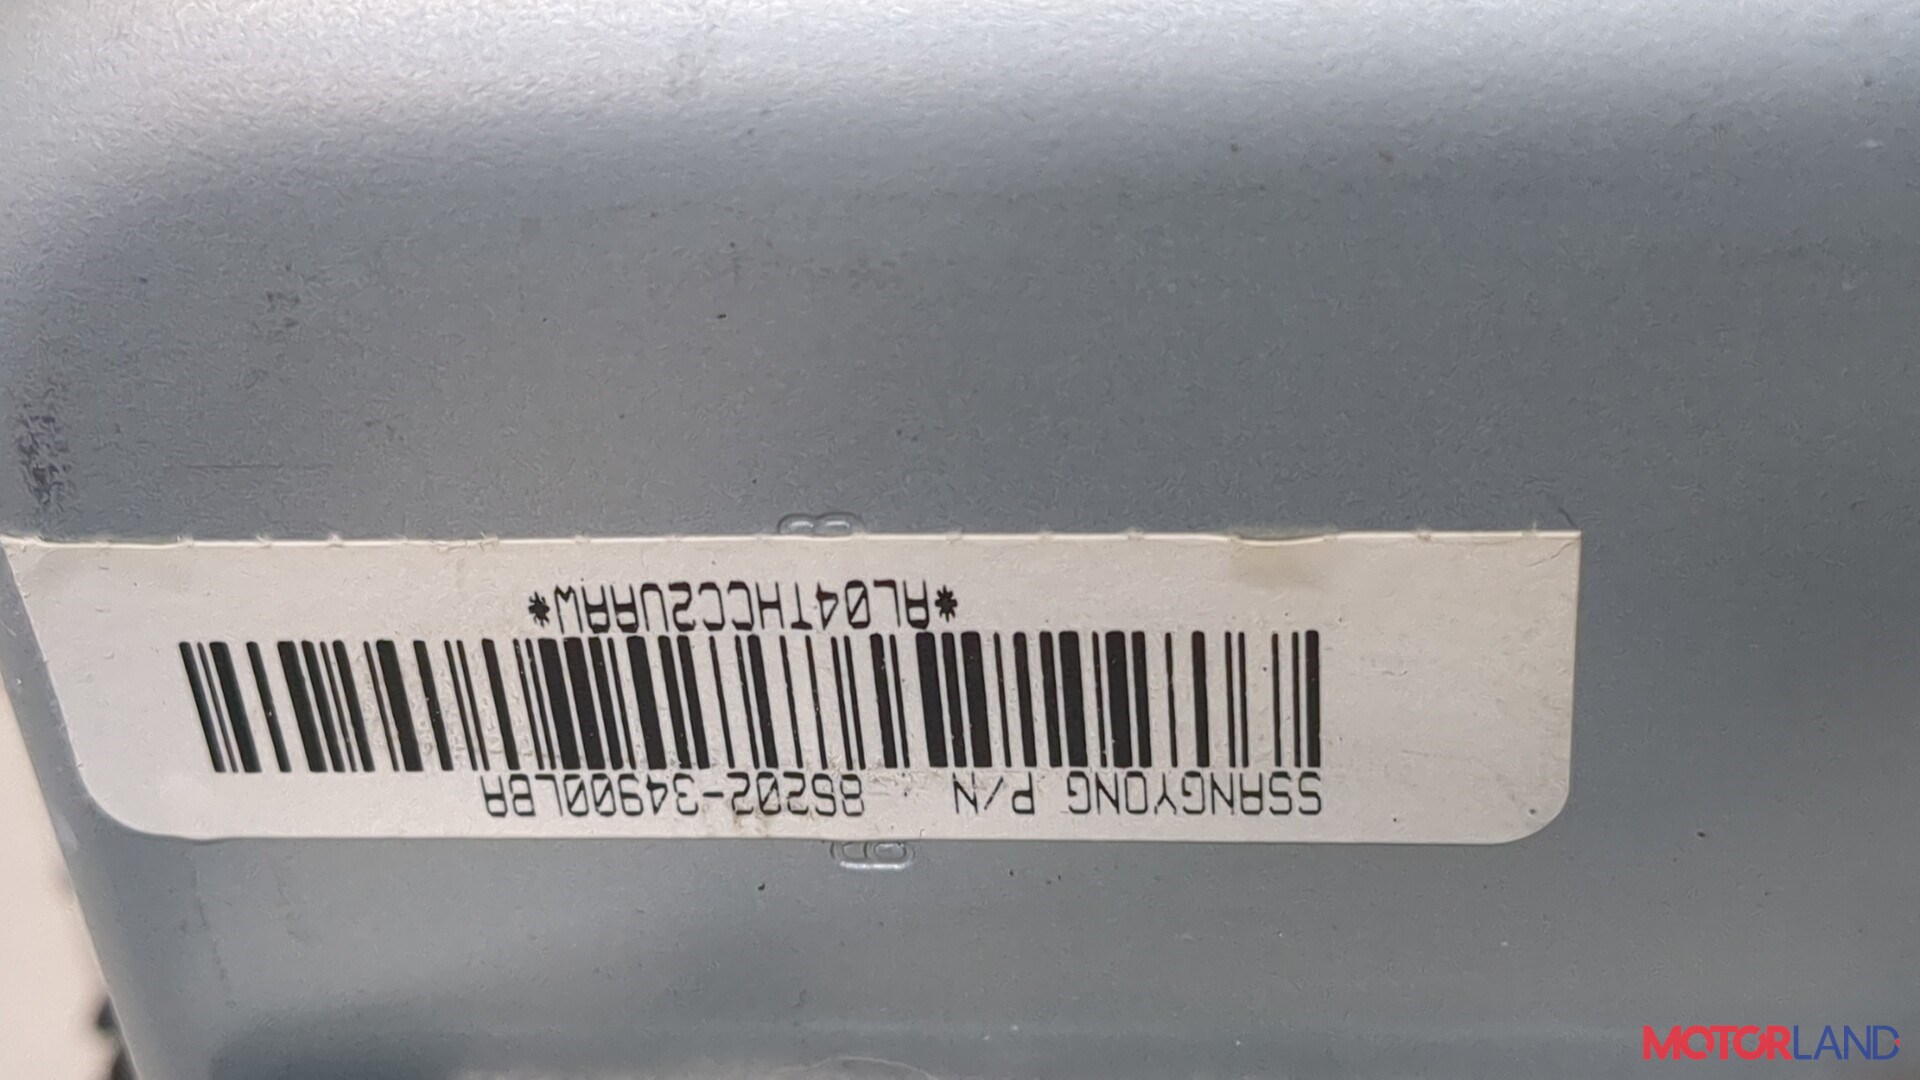 SSANGYONG P/N 85202-34900LBA
*AL04THCC2UAAW*
MOTORLAND